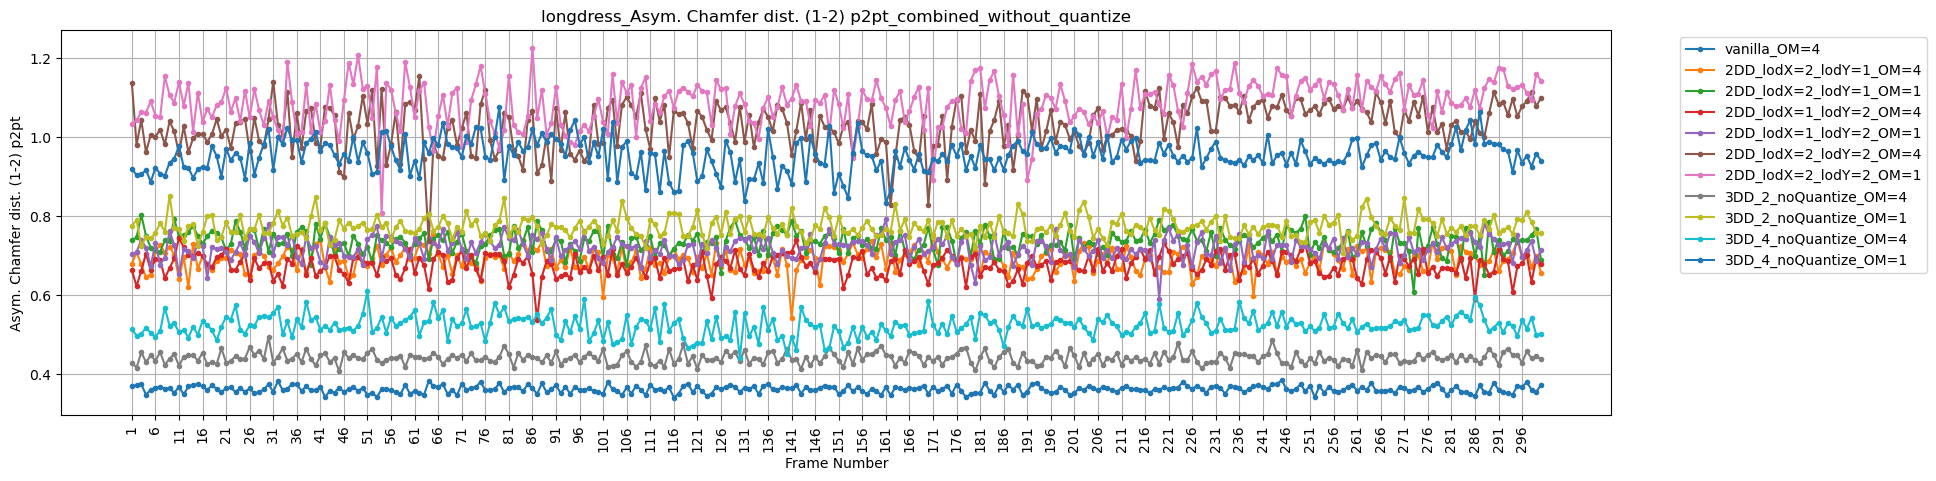 longdress_Asym. Chamfer dist. (1-2) p2pt_combined_without_quantize
Asym. Chamfer dist. (1-2) p2pt
1.2
1.0
0.8
0.6
0.4
1 6 11 16 21 26 31 36 41 46 51 56 61 66 71 76 81 86 91 96 101 106 111 116 121 126 131 136 141 146 151 156 161 166 171 176 181 186 191 196 201 206 211 216 221 226 231 236 241 246 251 256 261 266 271 276 281 286 291 296
Frame Number
vanilla_OM=4
2DD_lodX=2_lodY=1_OM=4
2DD_lodX=2_lodY=1_OM=1
2DD_lodX=1_lodY=2_OM=4
2DD_lodX=1_lodY=2_OM=1
2DD_lodX=2_lodY=2_OM=4
2DD_lodX=2_lodY=2_OM=1
3DD_2_noQuantize_OM=4
3DD_2_noQuantize_OM=1
3DD_4_noQuantize_OM=4
3DD_4_noQuantize_OM=1